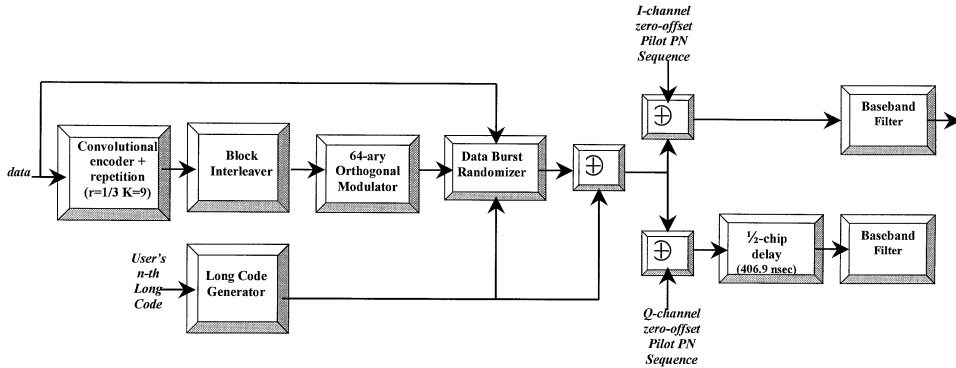 I-channel
zero-offset
Pilot PN
Sequence
Baseband
Filter
data
Convolutional
encoder +
repetition
(r=1/3 K=9)
Block
Interleaver
64-ary
Orthogonal
Modulator
Data Burst
Randomizer
⊕
⊕
⊕
½-chip
delay
(406.9 nsec)
Baseband
Filter
User's
n-th
Long
Code
Long Code
Generator
Q-channel
zero-offset
Pilot PN
Sequence